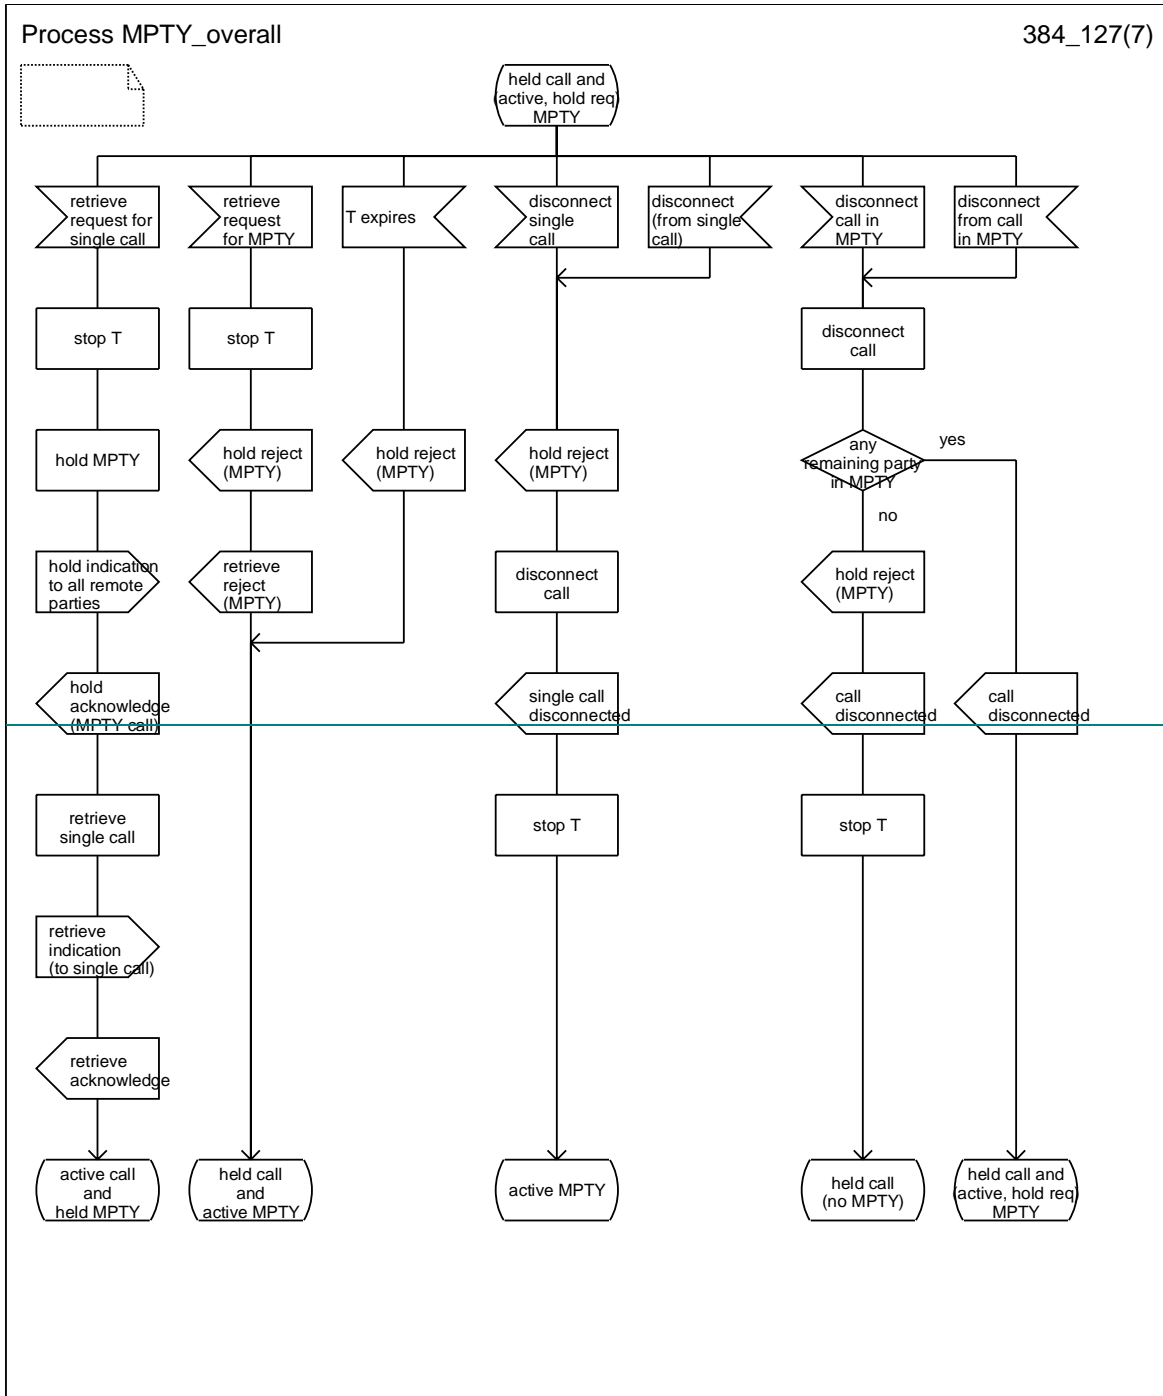 Process MPTY_overall
384_127(7)
held call and
(active, hold req)
MPTY
retrieve
request for
single call
retrieve
request
for MPTY
T expires
disconnect
single
call
disconnect
(from single
call)
disconnect
call in
MPTY
disconnect
from call
in MPTY
stop T
stop T
disconnect
call
hold MPTY
hold reject
(MPTY)
hold reject
(MPTY)
hold reject
(MPTY)
any
remaining party
in MPTY
yes
no
hold indication
to all remote
parties
retrieve
reject
(MPTY)
disconnect
call
hold reject
(MPTY)
hold
acknowledge
(MPTY call)
single call
disconnected
call
disconnected
call
disconnected
retrieve
single call
stop T
stop T
retrieve
indication
(to single call)
retrieve
acknowledge
active call
and
held MPTY
held call
and
active MPTY
active MPTY
held call
(no MPTY)
held call and
(active, hold req)
MPTY